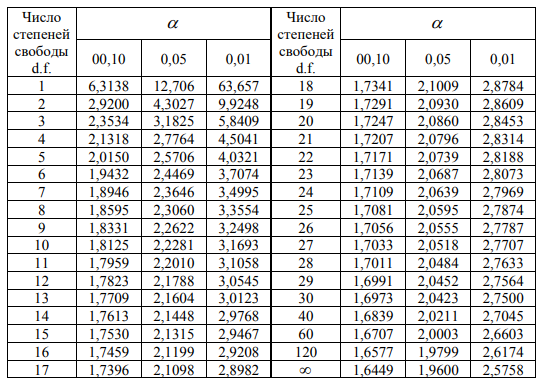 Число степеней свободы d.f. | α | Число степеней свободы d.f. | α
00,10 | 0,05 | 0,01 | 00,10 | 0,05 | 0,01
1 | 6,3138 | 12,706 | 63,657 | 18 | 1,7341 | 2,1009 | 2,8784
2 | 2,9200 | 4,3027 | 9,9248 | 19 | 1,7291 | 2,0930 | 2,8609
3 | 2,3534 | 3,1825 | 5,8409 | 20 | 1,7247 | 2,0860 | 2,8453
4 | 2,1318 | 2,7764 | 4,5041 | 21 | 1,7207 | 2,0796 | 2,8314
5 | 2,0150 | 2,5706 | 4,0321 | 22 | 1,7171 | 2,0739 | 2,8188
6 | 1,9432 | 2,4469 | 3,7074 | 23 | 1,7139 | 2,0687 | 2,8073
7 | 1,8946 | 2,3646 | 3,4995 | 24 | 1,7109 | 2,0639 | 2,7969
8 | 1,8595 | 2,3060 | 3,3554 | 25 | 1,7081 | 2,0595 | 2,7874
9 | 1,8331 | 2,2622 | 3,2498 | 26 | 1,7056 | 2,0555 | 2,7787
10 | 1,8125 | 2,2281 | 3,1693 | 27 | 1,7033 | 2,0518 | 2,7707
11 | 1,7959 | 2,2010 | 3,1058 | 28 | 1,7011 | 2,0484 | 2,7633
12 | 1,7823 | 2,1788 | 3,0545 | 29 | 1,6991 | 2,0452 | 2,7564
13 | 1,7709 | 2,1604 | 3,0123 | 30 | 1,6973 | 2,0423 | 2,7500
14 | 1,7613 | 2,1448 | 2,9768 | 40 | 1,6839 | 2,0211 | 2,7045
15 | 1,7530 | 2,1315 | 2,9467 | 60 | 1,6707 | 2,0003 | 2,6603
16 | 1,7459 | 2,1199 | 2,9208 | 120 | 1,6577 | 1,9799 | 2,6174
17 | 1,7396 | 2,1098 | 2,8982 | ∞ | 1,6449 | 1,9600 | 2,5758